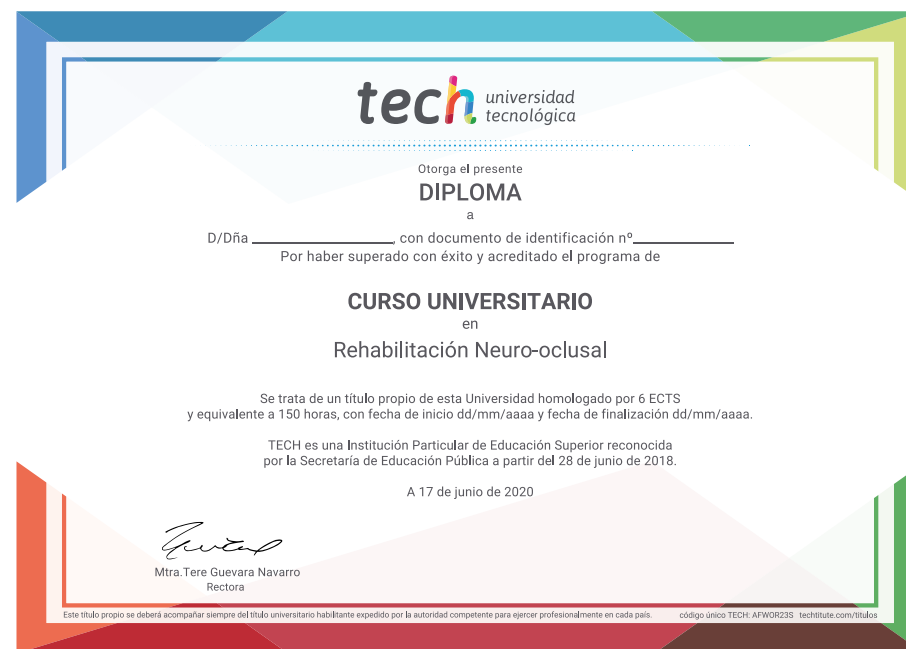 tech universidad
tecnológica
Otorga el presente
DIPLOMA
a
D/Dña ____________________, con documento de identificación nº______________
Por haber superado con éxito y acreditado el programa de
CURSO UNIVERSITARIO
en
Rehabilitación Neuro-oclusal
Se trata de un título propio de esta Universidad homologado por 6 ECTS
y equivalente a 150 horas, con fecha de inicio dd/mm/aaaa y fecha de finalización dd/mm/aaaa.
TECH es una Institución Particular de Educación Superior reconocida
por la Secretaría de Educación Pública a partir del 28 de junio de 2018.
A 17 de junio de 2020
Mtra.Tere Guevara Navarro
Rectora
Este título propio se deberá acompañar siempre del título universitario habilitante expedido por la autoridad competente para ejercer profesionalmente en cada país. código único TECH: AFWOR23S techtitute.com/titulos